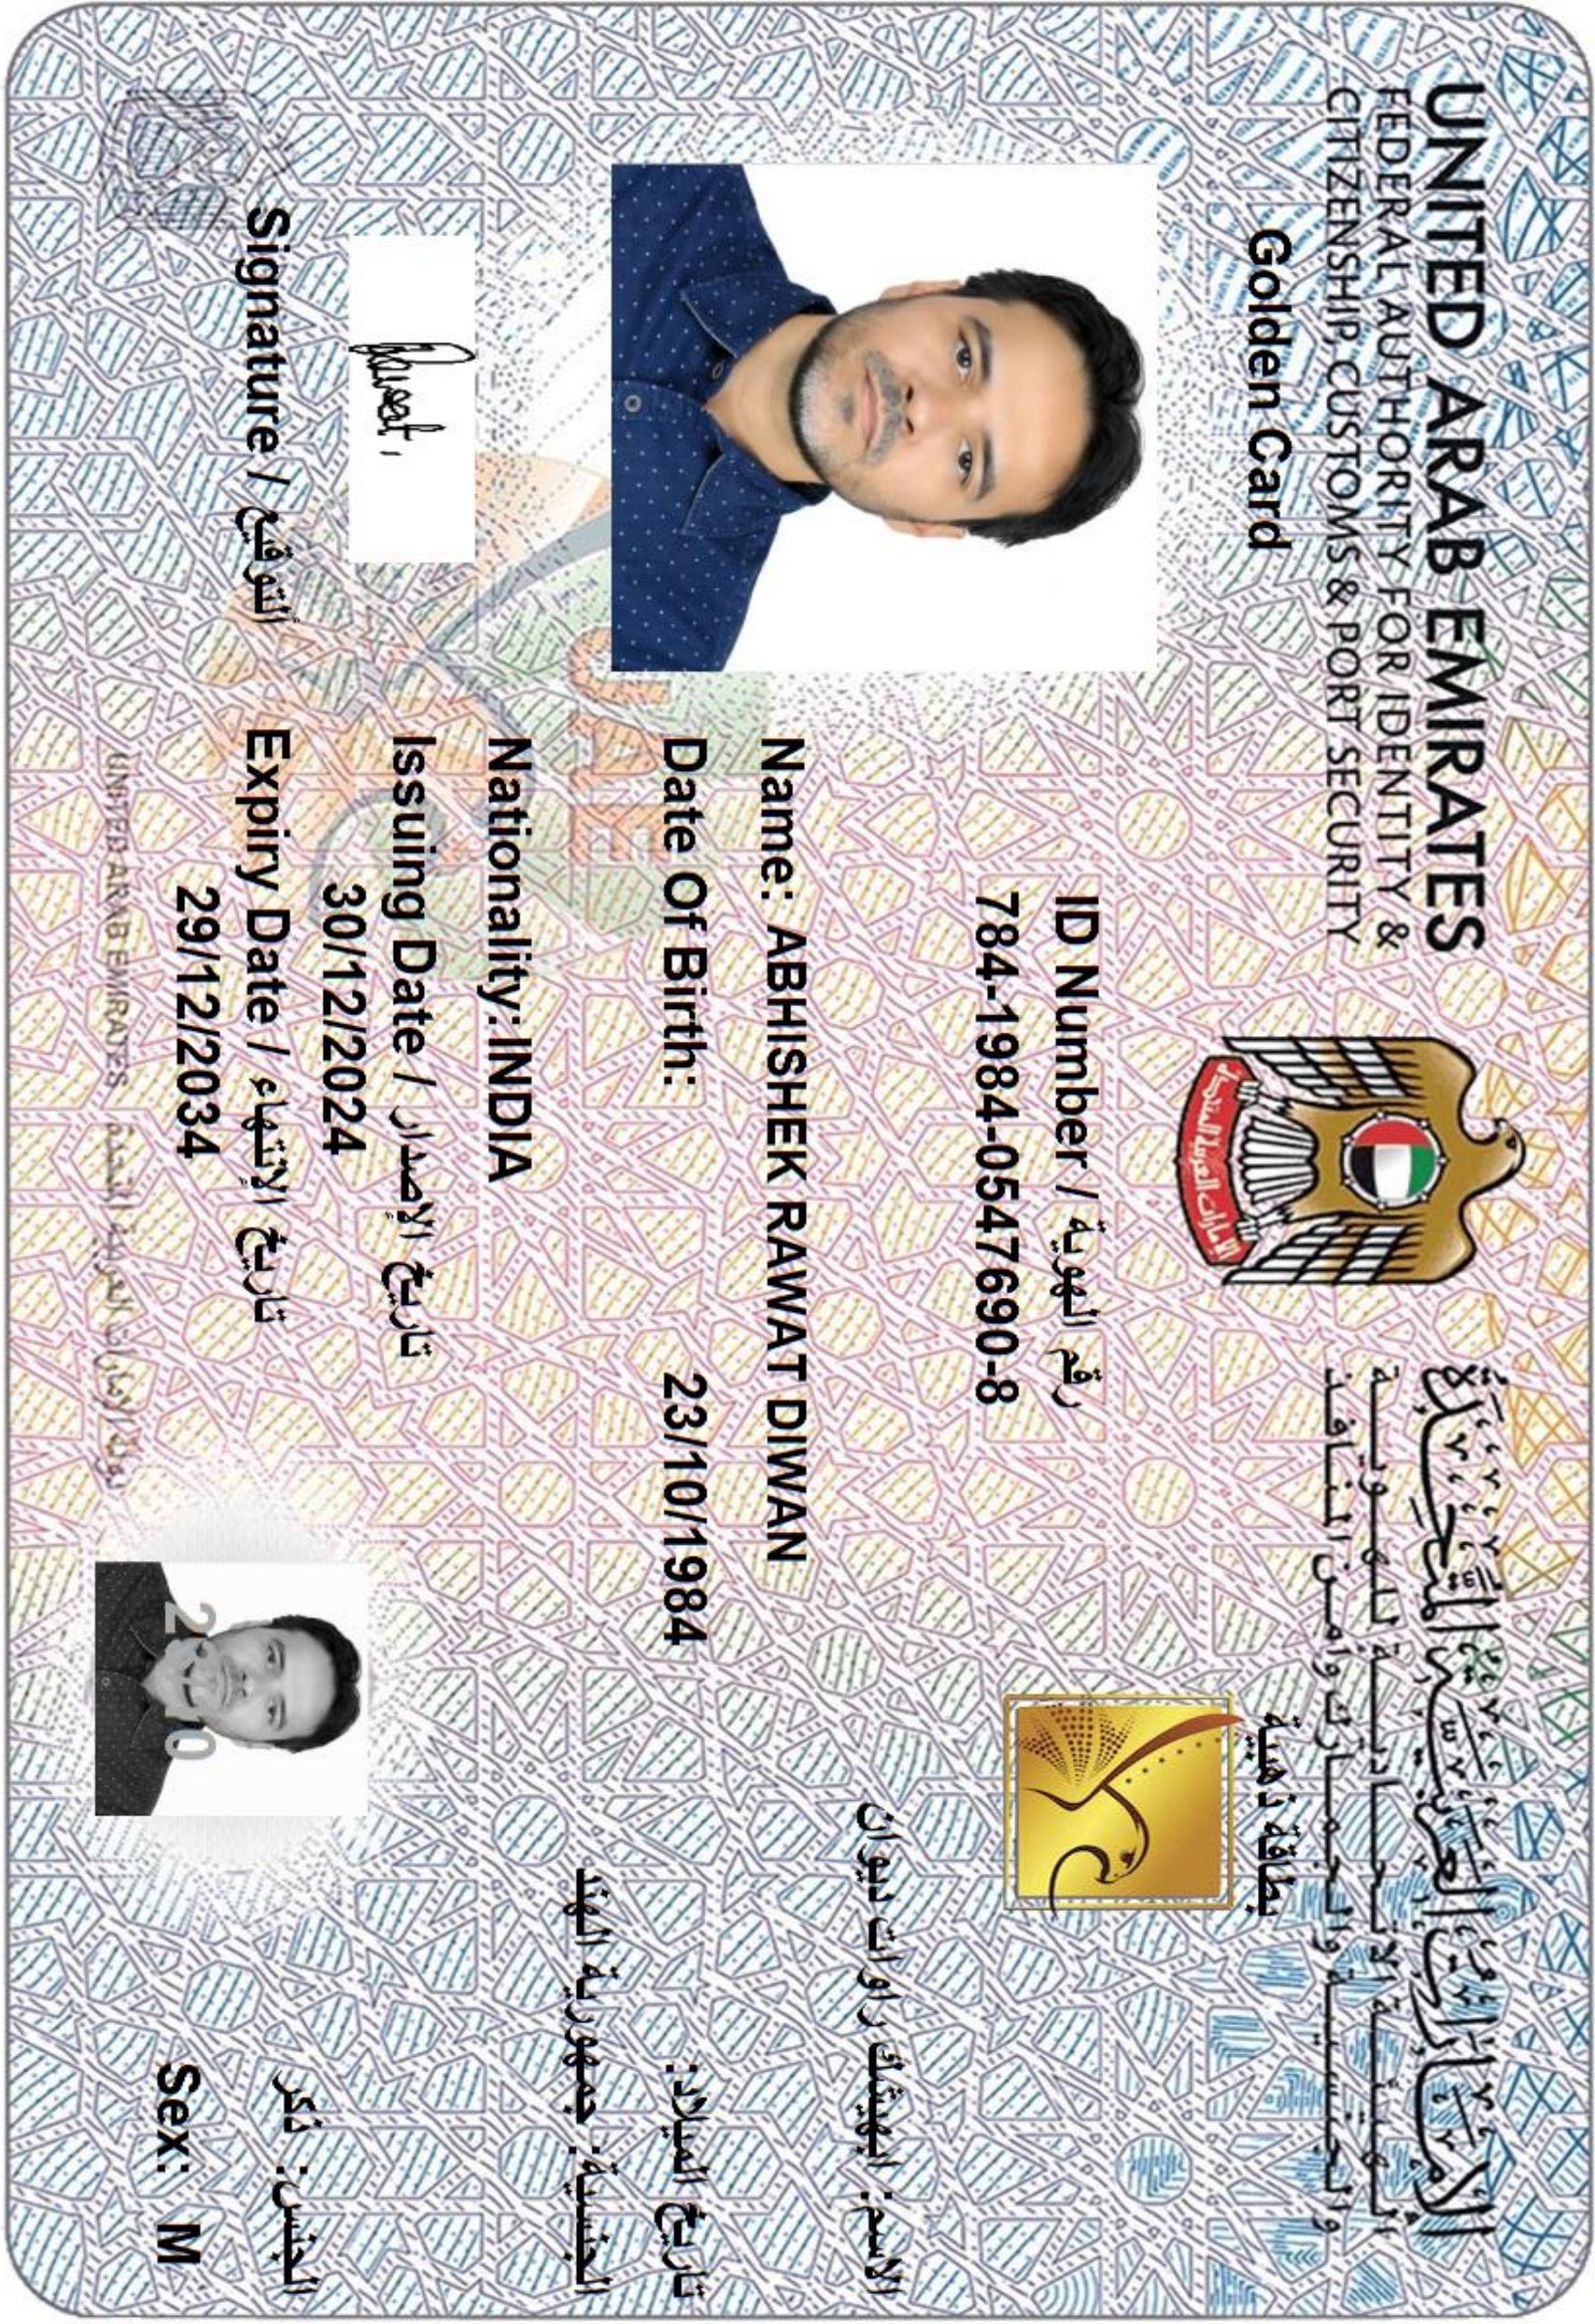 UNITED ARAB EMIRATES
FEDERAL AUTHORITY FOR IDENTITY &
CITIZENSHIP, CUSTOMS & PORT SECURITY
الإمارات العربية المتحدة
الهيئة الاتحادية للهوية
والجنسية والجمارك وأمن المنافذ
Golden Card
بطاقة ذهبية
الإمارات العربية المتحدة
ID Number / رقم الهوية
784-1984-0547690-8
الاسم: ابهيشك راوات ديوان
Name: ABHISHEK RAWAT DIWAN
Date Of Birth: 23/10/1984 تاريخ الميلاد:
الجنسية: جمهورية الهند
Nationality: INDIA
Issuing Date / تاريخ الإصدار
30/12/2024
Expiry Date / تاريخ الإنتهاء
29/12/2034
Signature / التوقيع
الجنس: ذكر
Sex: M
UAE
UNITED ARAB EMIRATES